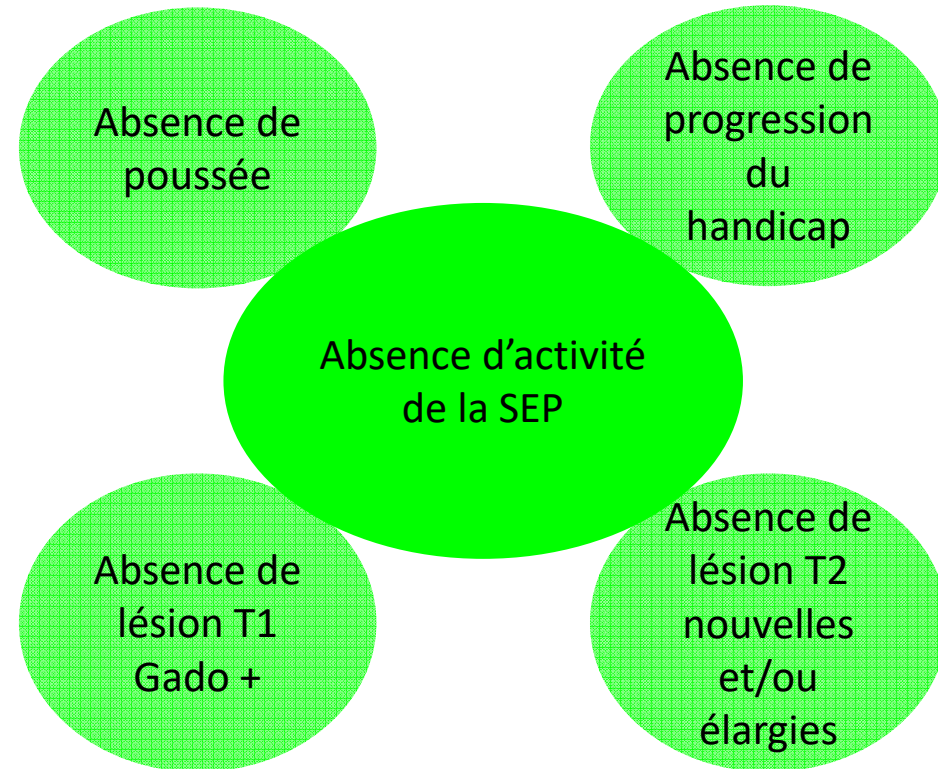 Absence de
poussée
Absence de
progression
du
handicap
Absence d’activité
de la SEP
Absence de
lésion T1
Gado +
Absence de
lésion T2
nouvelles
et/ou
élargies